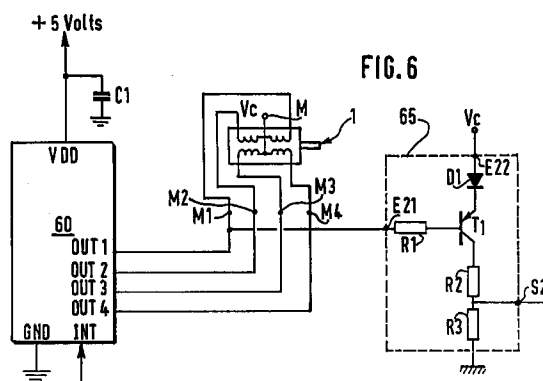 + 5 Volts
FIG.6
C1
Vc
M
1
65
Vc
VDD
E22
D1
60
M2
M1
M3
M4
E21
T1
R1
OUT 1
OUT 2
OUT 3
OUT 4
R2
S2
R3
GND
INT